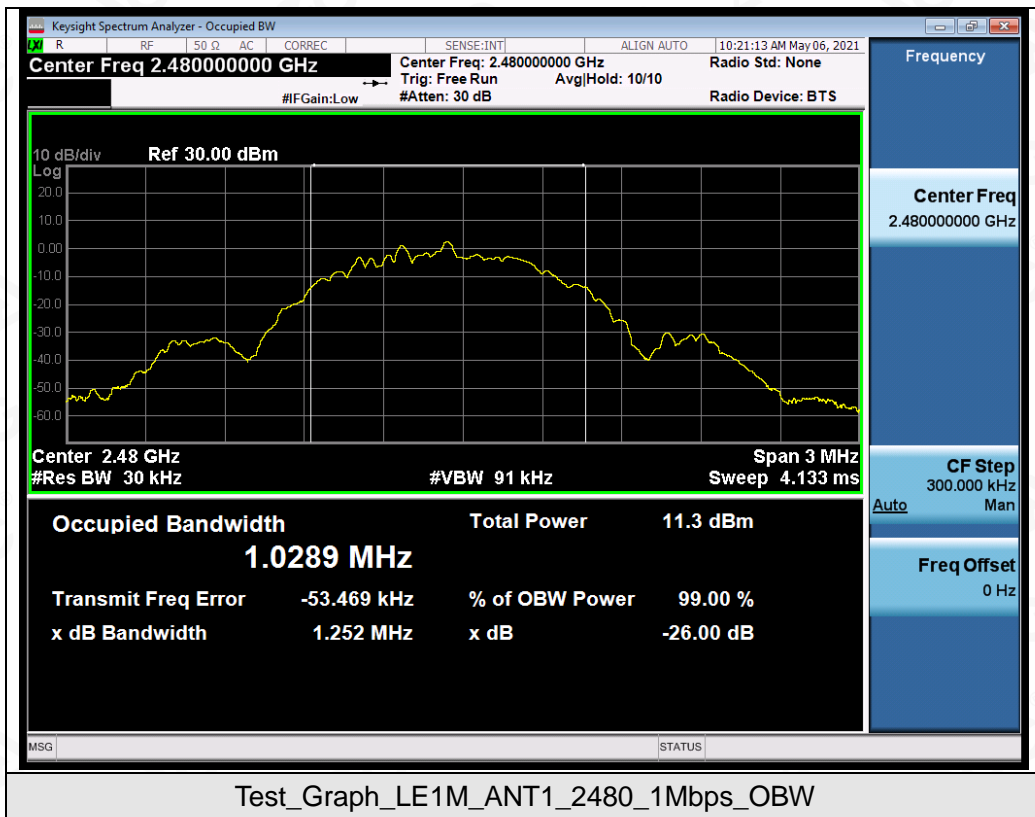 Keysight Spectrum Analyzer - Occupied BW
LXI R RF 50 Ω AC CORREC SENSE:INT ALIGN AUTO 10:21:13 AM May 06, 2021
Center Freq 2.480000000 GHz
Center Freq: 2.480000000 GHz
Radio Std: None
Trig: Free Run Avg|Hold: 10/10
#IFGain:Low
#Atten: 30 dB
Radio Device: BTS
Frequency
10 dB/div Ref 30.00 dBm
Log
20.0
10.0
0.00
-10.0
-20.0
-30.0
-40.0
-50.0
-60.0
Center Freq
2.480000000 GHz
Center 2.48 GHz Span 3 MHz
#Res BW 30 kHz #VBW 91 kHz Sweep 4.133 ms
CF Step
300.000 kHz
Auto Man
Occupied Bandwidth Total Power 11.3 dBm
1.0289 MHz
Freq Offset
0 Hz
Transmit Freq Error -53.469 kHz % of OBW Power 99.00 %
x dB Bandwidth 1.252 MHz x dB -26.00 dB
MSG STATUS
Test_Graph_LE1M_ANT1_2480_1Mbps_OBW